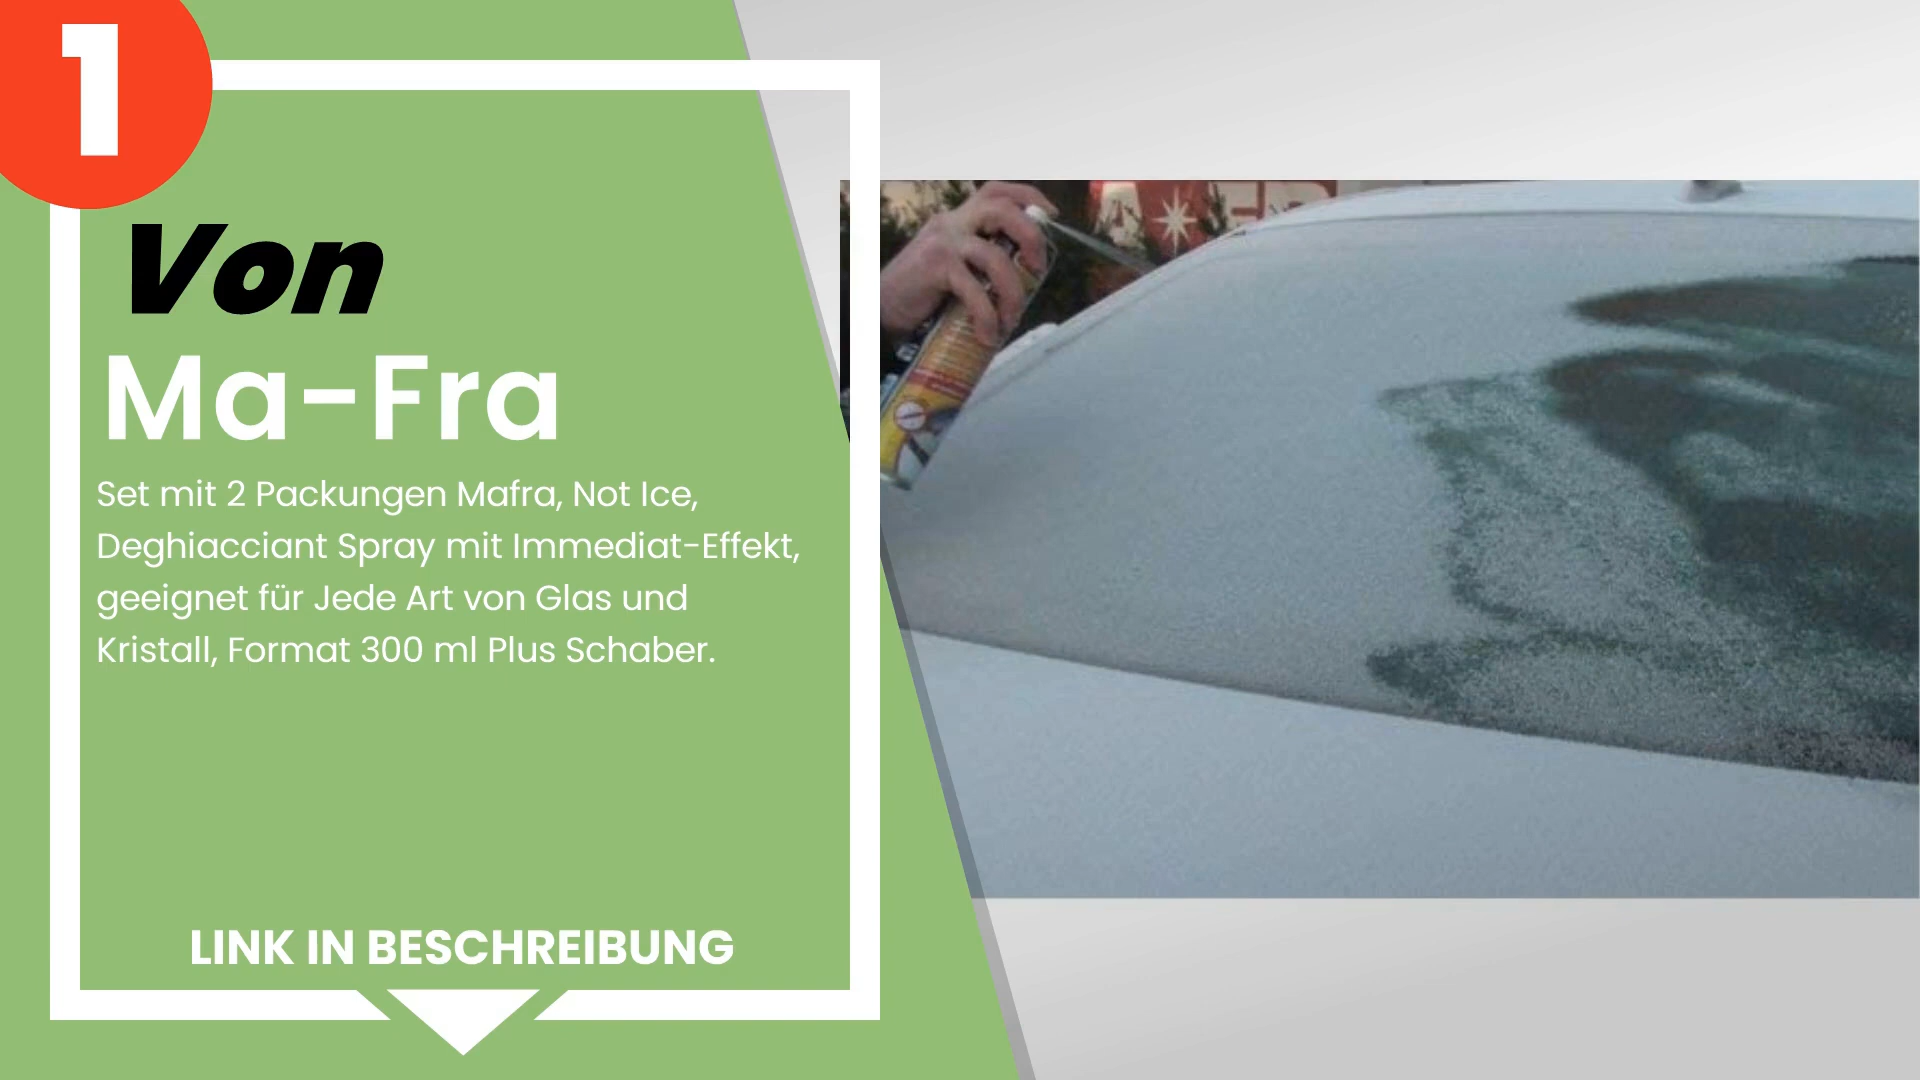 1
Von
Ma-Fra
Set mit 2 Packungen Mafra, Not Ice,
Deghiacciant Spray mit Immediat-Effekt,
geeignet für Jede Art von Glas und
Kristall, Format 300 ml Plus Schaber.
LINK IN BESCHREIBUNG